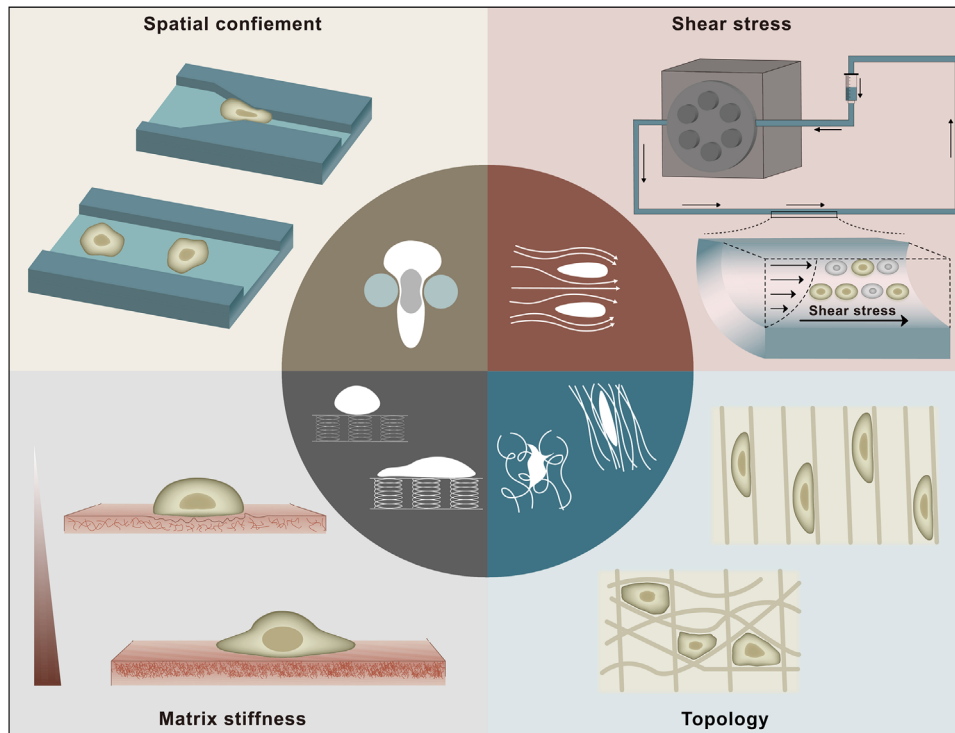 Spatial confiement
Shear stress
Shear stress
Matrix stiffness
Topology